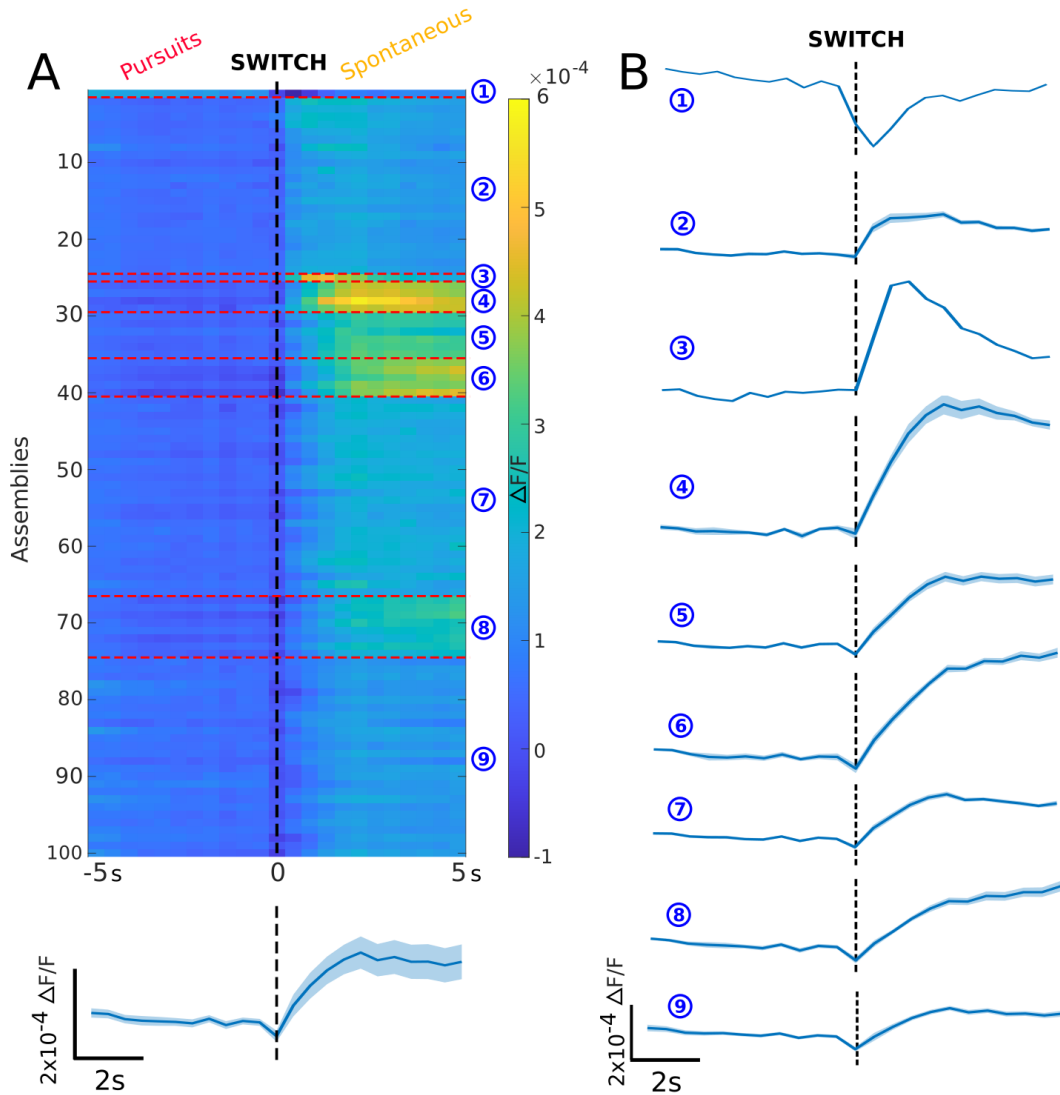 A
Pursuits
SWITCH
Spontaneous
×10⁻⁴
6
5
4
3
2
1
0
-1
ΔF/F
Assemblies
10
20
30
40
50
60
70
80
90
100
①
②
③
④
⑤
⑥
⑦
⑧
⑨
-5s
0
5s
2x10⁻⁴ ΔF/F
2s
B
SWITCH
①
②
③
④
⑤
⑥
⑦
⑧
⑨
2x10⁻⁴ ΔF/F
2s